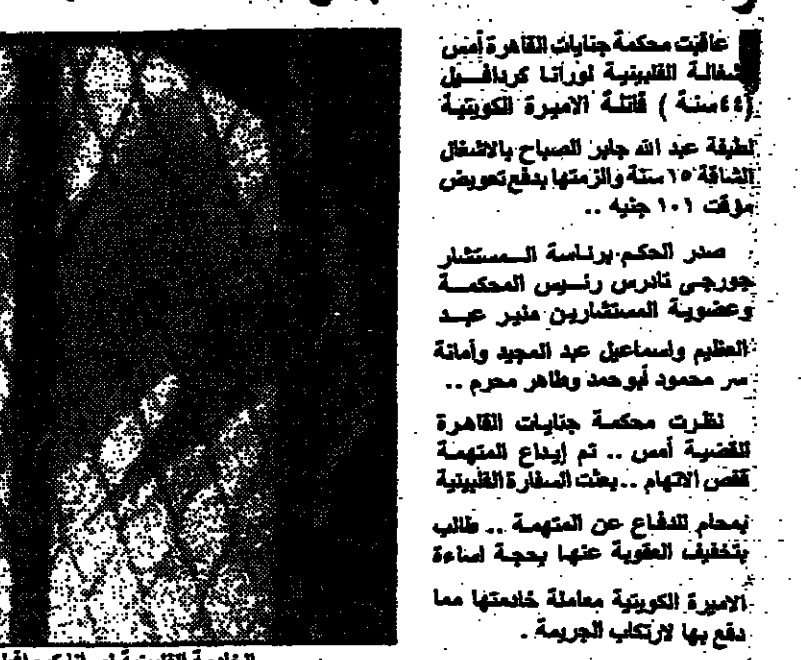 عاقبت محكمة جنايات القاهرة أمس
شغالة الفلبينية لورانا كردافيل
(٤٤ سنة ) قاتلة الاميرة الكويتية
لطيفة عبد الله جابر الصباح بالاشغال
الشاقة ١٥ سنة والزمتها بدفع تعويض
مؤقت ١٠١ جنيه ..
صدر الحكم برئاسة المستشار
جورجى تادرس رئيس المحكمة
وعضوية المستشارين منير عبد
العظيم واسماعيل عبد المجيد وأمانة
سر محمود أبوحمد وطاهر محرم ..
نظرت محكمة جنايات القاهرة
القضية أمس .. تم إيداع المتهمة
قفص الاتهام .. بعثت السفارة الفلبينية
بمحام للدفاع عن المتهمة .. طالب
بتخفيف العقوبة عنها بحجة اساءة
الاميرة الكويتية معاملة خادمتها مما
دفع بها لارتكاب الجريمة .